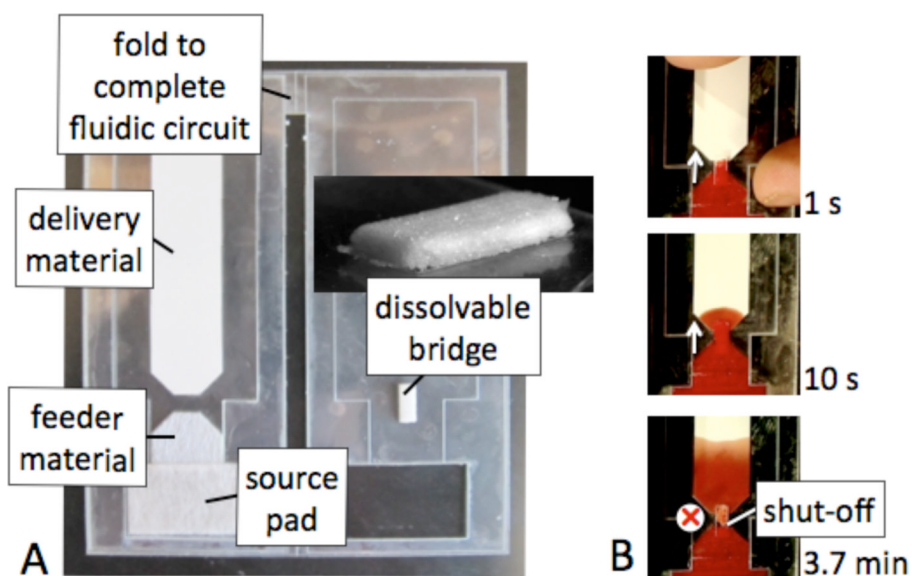 fold to
complete
fluidic circuit
delivery
material
dissolvable
bridge
feeder
material
source
pad
A
1 s
10 s
shut-off
3.7 min
B